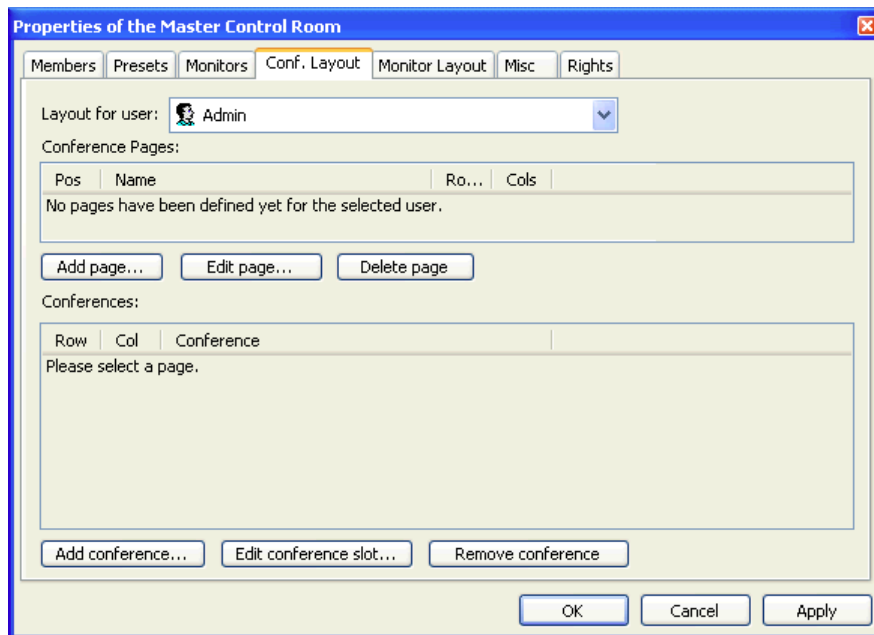 Properties of the Master Control Room
Members Presets Monitors Conf. Layout Monitor Layout Misc Rights
Layout for user: Admin
Conference Pages:
Pos Name Ro... Cols
No pages have been defined yet for the selected user.
Add page... Edit page... Delete page
Conferences:
Row Col Conference
Please select a page.
Add conference... Edit conference slot... Remove conference
OK Cancel Apply